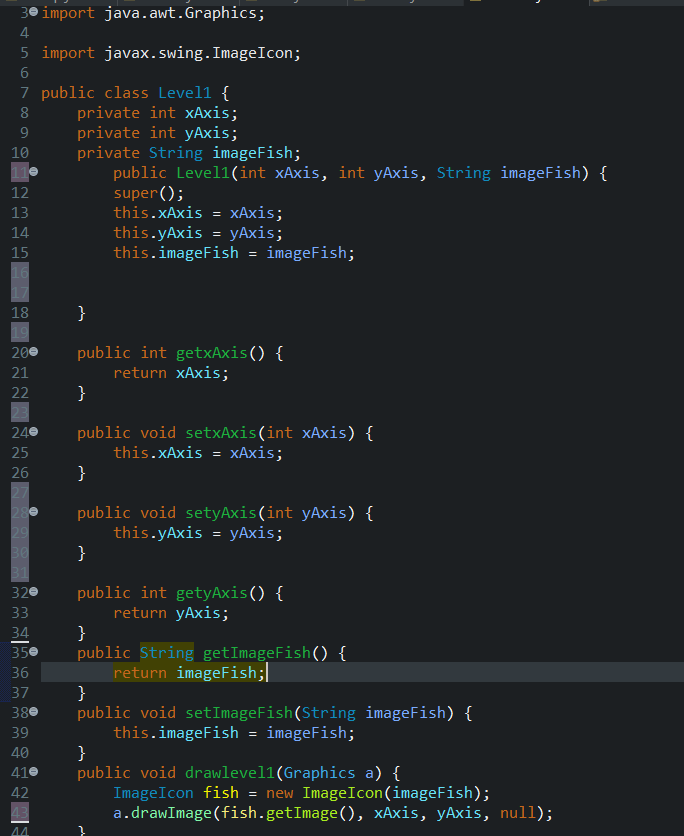 3 import java.awt.Graphics;
4
5 import javax.swing.ImageIcon;
6
7 public class Level1 {
8     private int xAxis;
9     private int yAxis;
10     private String imageFish;
11         public Level1(int xAxis, int yAxis, String imageFish) {
12         super();
13         this.xAxis = xAxis;
14         this.yAxis = yAxis;
15         this.imageFish = imageFish;
16
17
18     }
19
20     public int getxAxis() {
21         return xAxis;
22     }
23
24     public void setxAxis(int xAxis) {
25         this.xAxis = xAxis;
26     }
27
28     public void setyAxis(int yAxis) {
29         this.yAxis = yAxis;
30     }
31
32     public int getyAxis() {
33         return yAxis;
34     }
35     public String getImageFish() {
36         return imageFish;
37     }
38     public void setImageFish(String imageFish) {
39         this.imageFish = imageFish;
40     }
41     public void drawlevel1(Graphics a) {
42         ImageIcon fish = new ImageIcon(imageFish);
43         a.drawImage(fish.getImage(), xAxis, yAxis, null);
44     }